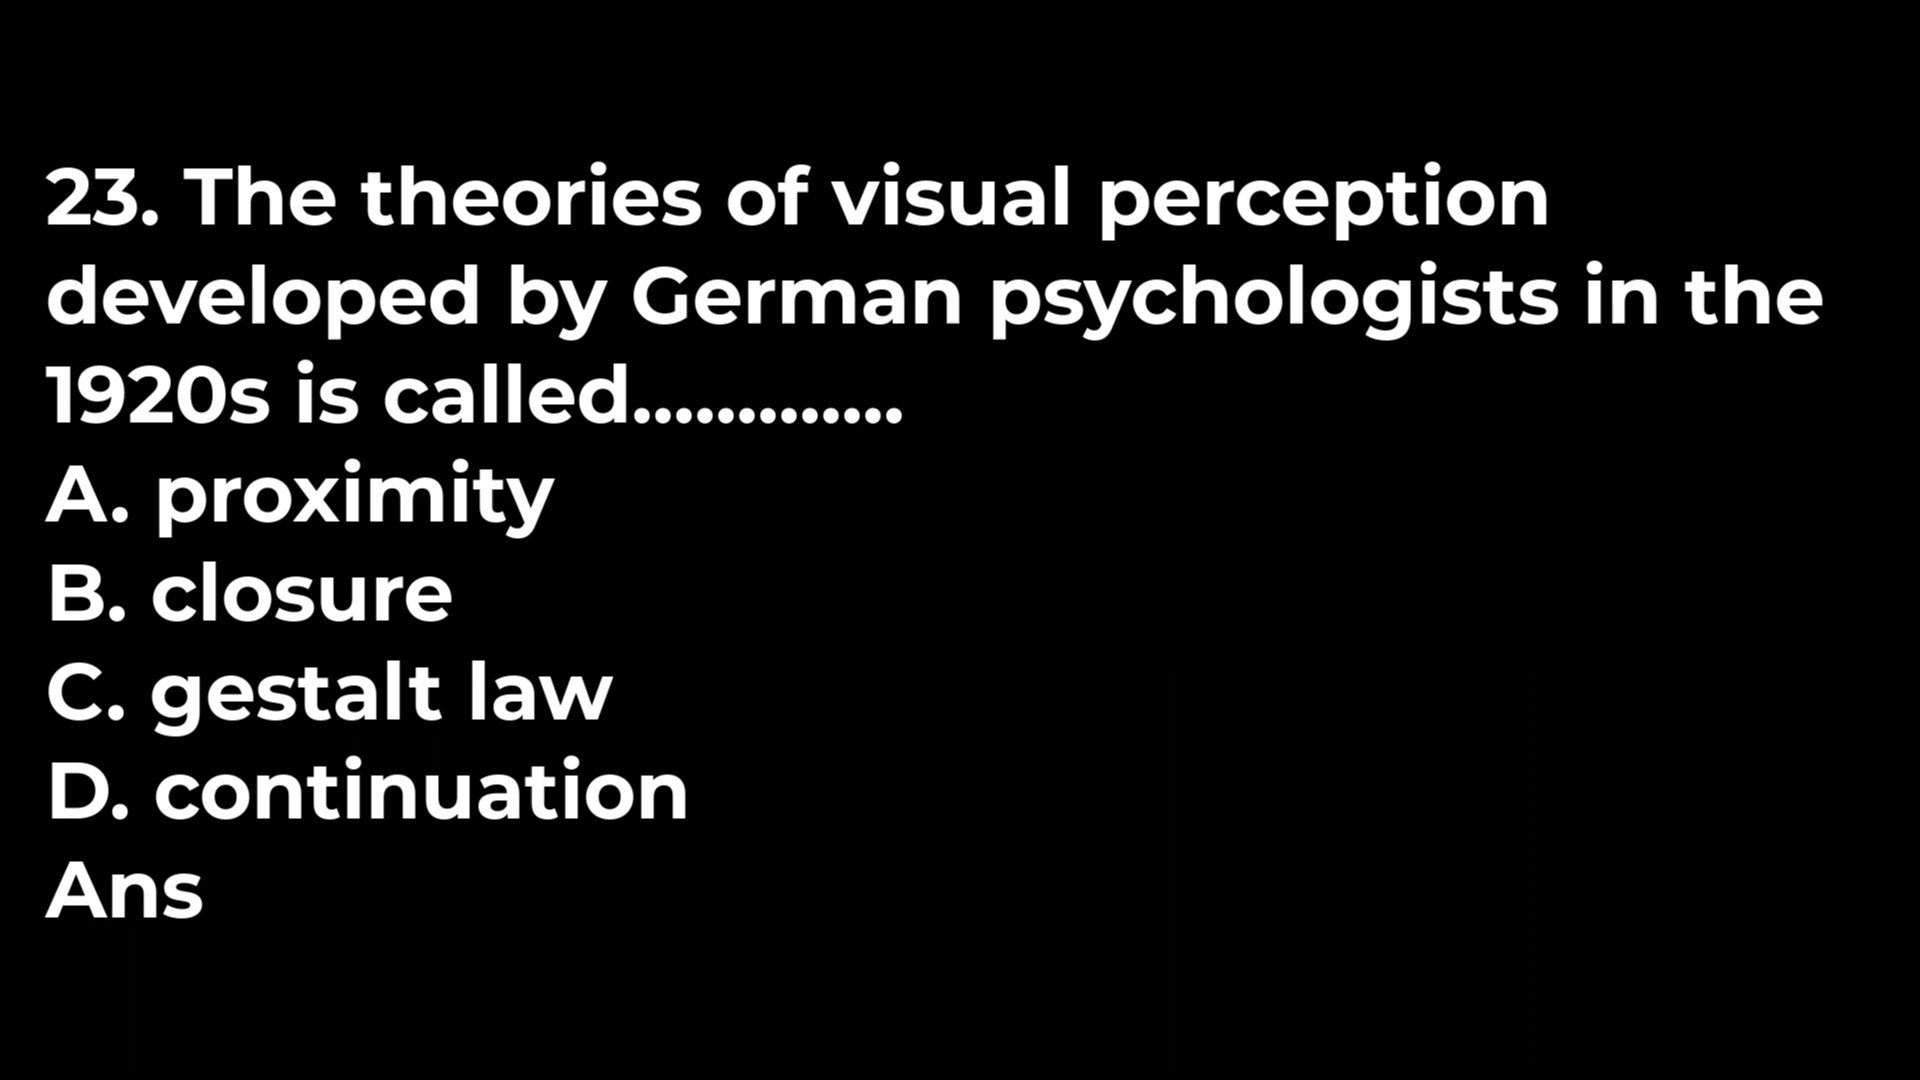 23. The theories of visual perception
developed by German psychologists in the
1920s is called.............
A. proximity
B. closure
C. gestalt law
D. continuation
Ans